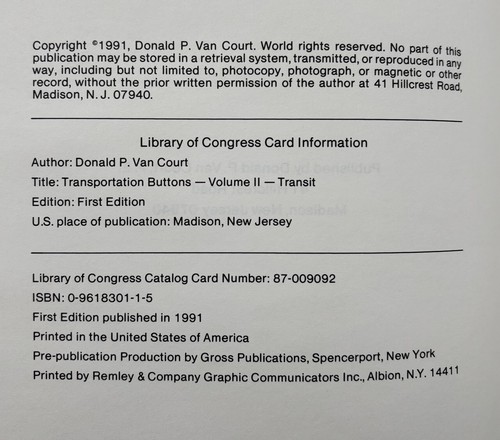 Copyright ©1991, Donald P. Van Court. World rights reserved. No part of this
publication may be stored in a retrieval system, transmitted, or reproduced in any
way, including but not limited to, photocopy, photograph, or magnetic or other
record, without the prior written permission of the author at 41 Hillcrest Road,
Madison, N. J. 07940.
Library of Congress Card Information
Author: Donald P. Van Court
Title: Transportation Buttons — Volume II — Transit
Edition: First Edition
U.S. place of publication: Madison, New Jersey
Library of Congress Catalog Card Number: 87-009092
ISBN: 0-9618301-1-5
First Edition published in 1991
Printed in the United States of America
Pre-publication Production by Gross Publications, Spencerport, New York
Printed by Remley & Company Graphic Communicators Inc., Albion, N.Y. 14411